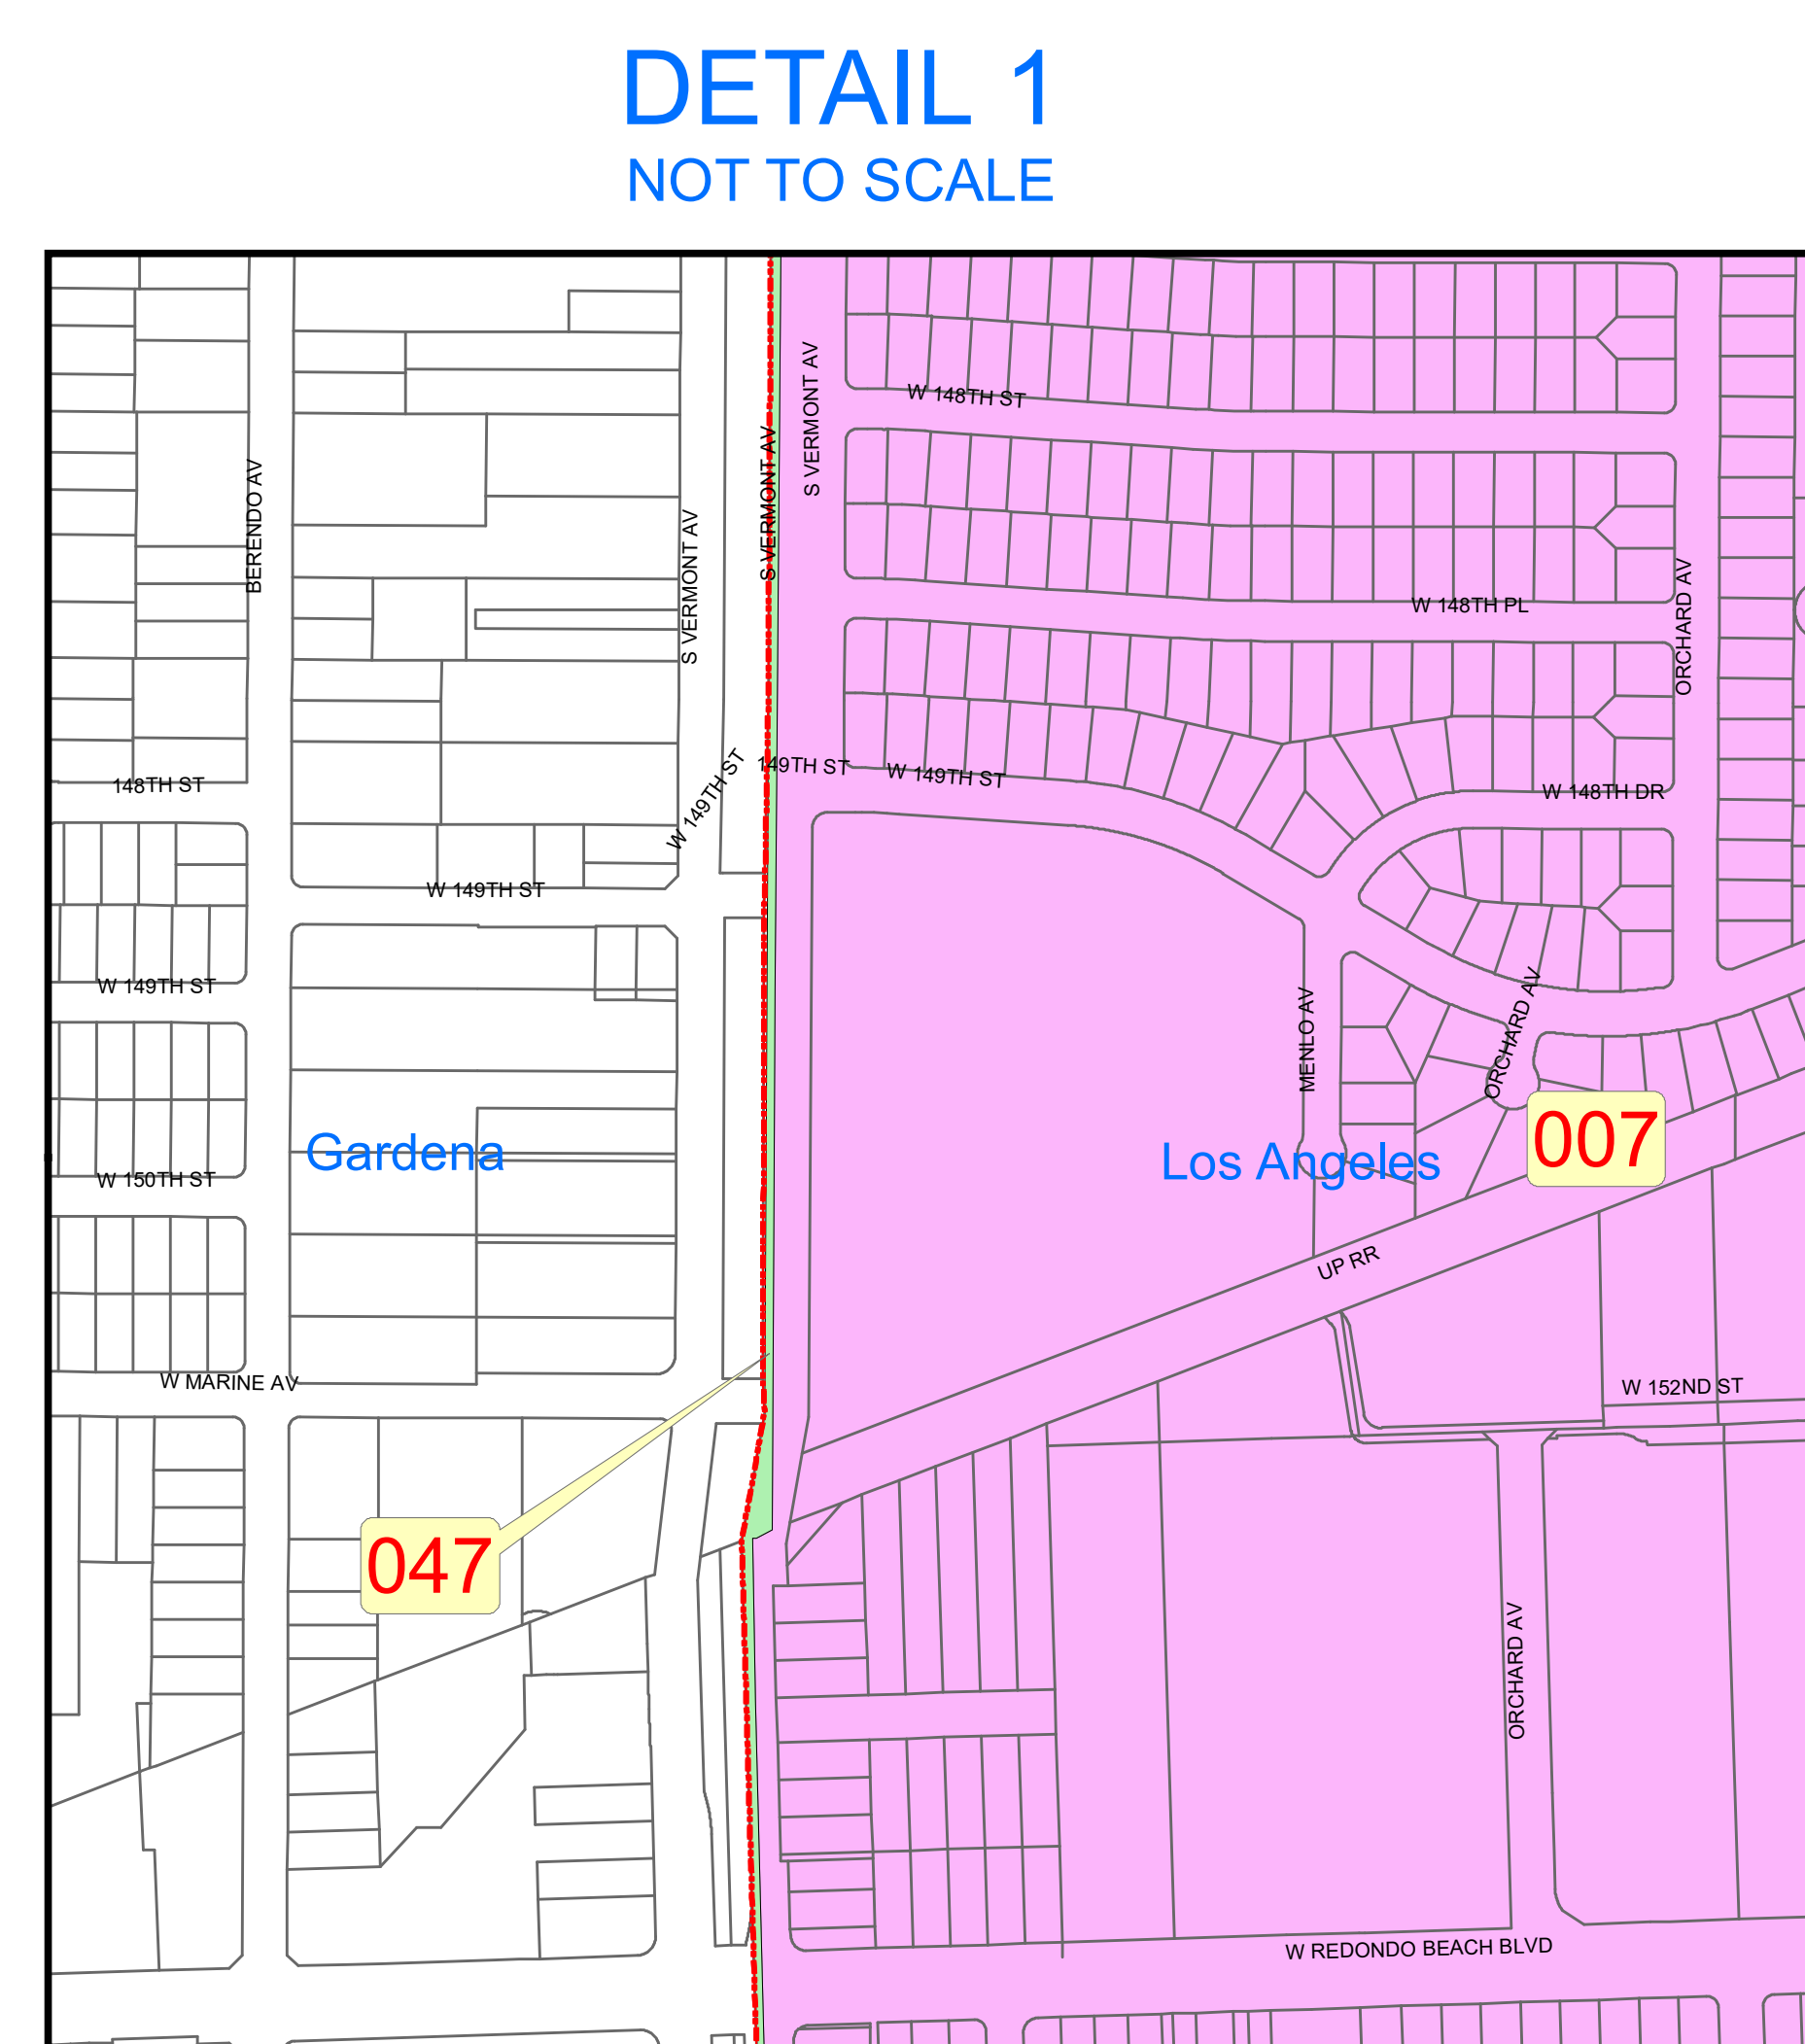 DETAIL 1
NOT TO SCALE
S VERMONT AV
W 148TH ST
S VERMONT AV
BERENDO AV
S VERMONT AV
ORCHARD AV
W 148TH PL
W 149TH ST
149TH ST
W 149TH ST
148TH ST
W 148TH DR
W 149TH ST
W 149TH ST
MENLO AV
ORCHARD AV
Gardena
Los Angeles
007
W 150TH ST
UP RR
W MARINE AV
W 152ND ST
047
ORCHARD AV
W REDONDO BEACH BLVD